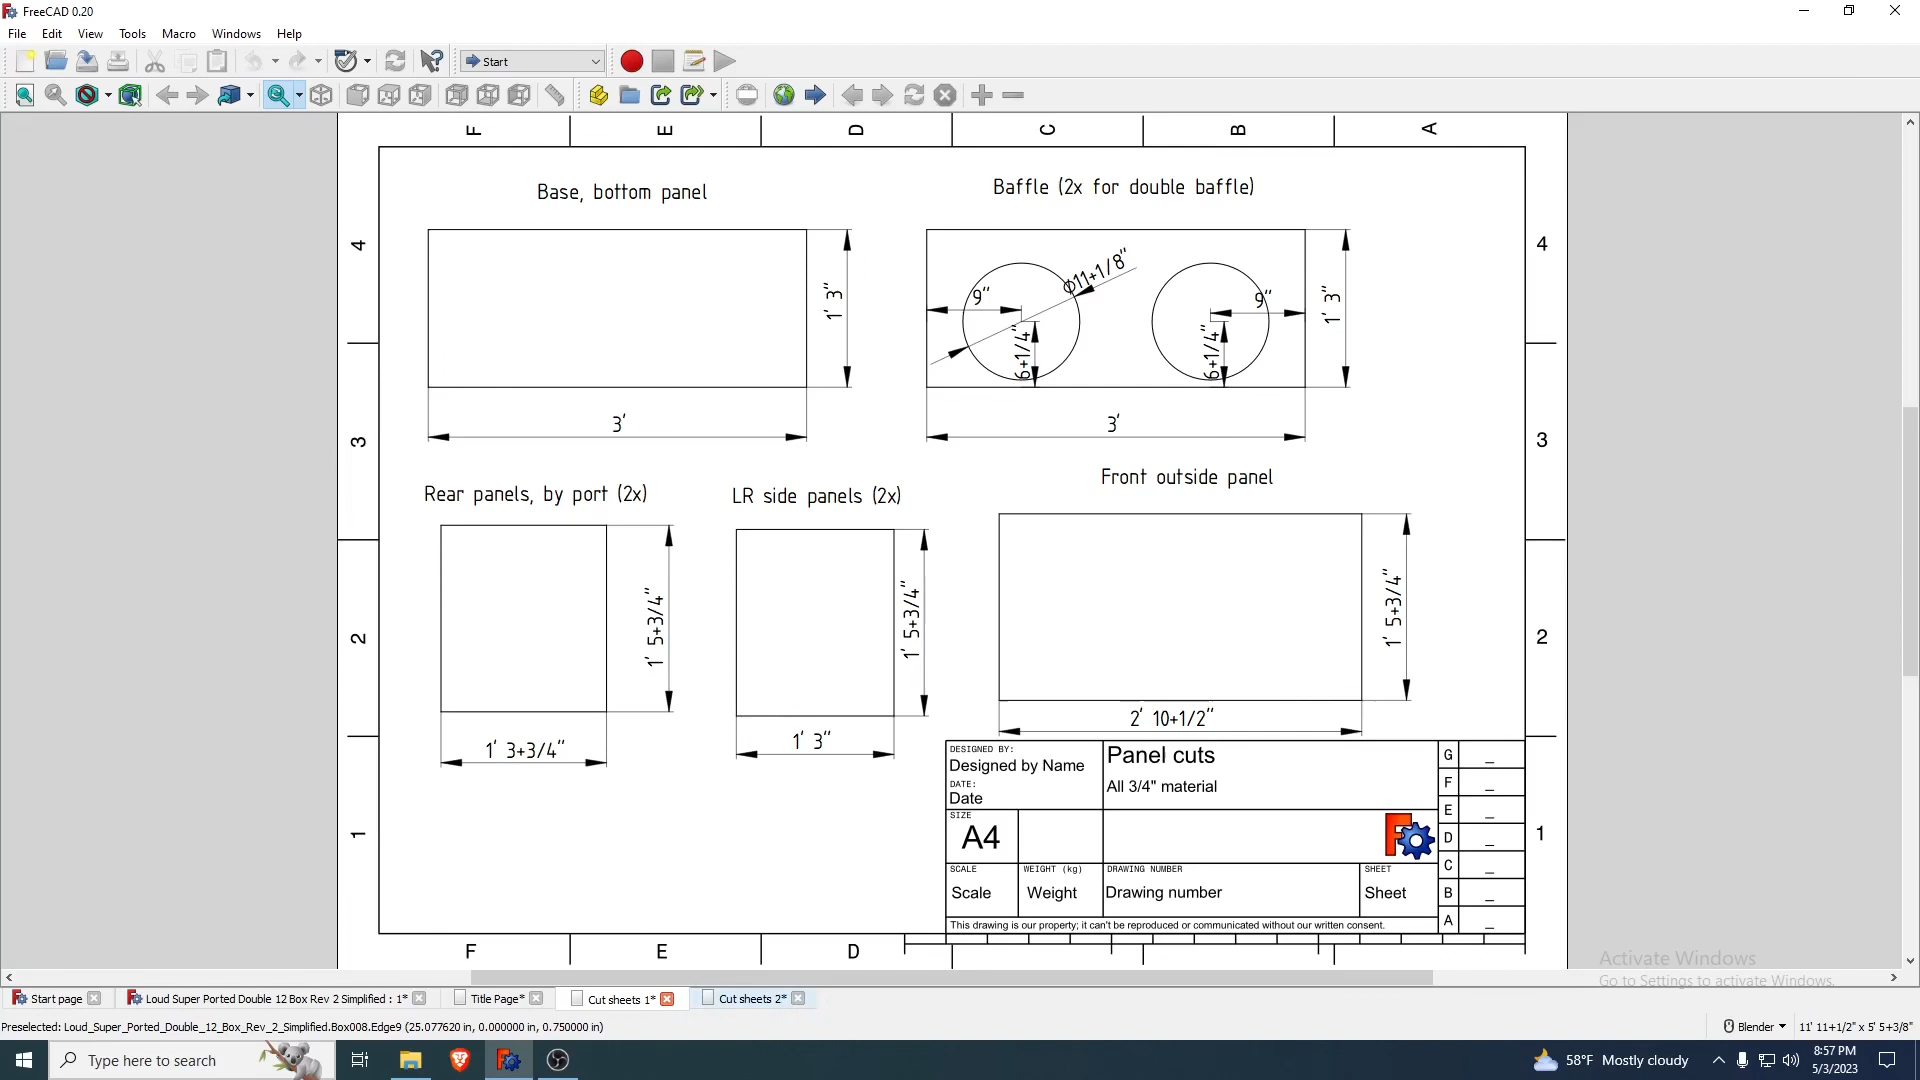 FreeCAD 0.20
File Edit View Tools Macro Windows Help
Start
F E D C B A
Base, bottom panel
Baffle (2x for double baffle)
4 4
1' 3"
3'
9"
ϕ11+1/8"
6+1/4"
9"
6+1/4"
1' 3"
3'
3 3
Rear panels, by port (2x)
LR side panels (2x)
Front outside panel
1' 5+3/4"
1' 3+3/4"
1' 5+3/4"
1' 3"
1' 5+3/4"
2' 10+1/2"
2 2
1 1
DESIGNED BY:
Designed by Name
DATE:
Date
Panel cuts
All 3/4" material
SIZE
A4
SCALE
Scale
WEIGHT (kg)
Weight
DRAWING NUMBER
Drawing number
SHEET
Sheet
This drawing is our property; it can't be reproduced or communicated without our written consent.
G _
F _
E _
D _
C _
B _
A _
F E D
Activate Windows
Go to Settings to activate Windows.
Start page Loud Super Ported Double 12 Box Rev 2 Simplified : 1* Title Page* Cut sheets 1* Cut sheets 2*
Preselected: Loud_Super_Ported_Double_12_Box_Rev_2_Simplified.Box008.Edge9 (25.077620 in, 0.000000 in, 0.750000 in)
Blender 11' 11+1/2" x 5' 5+3/8"
Type here to search
58°F Mostly cloudy
8:57 PM
5/3/2023